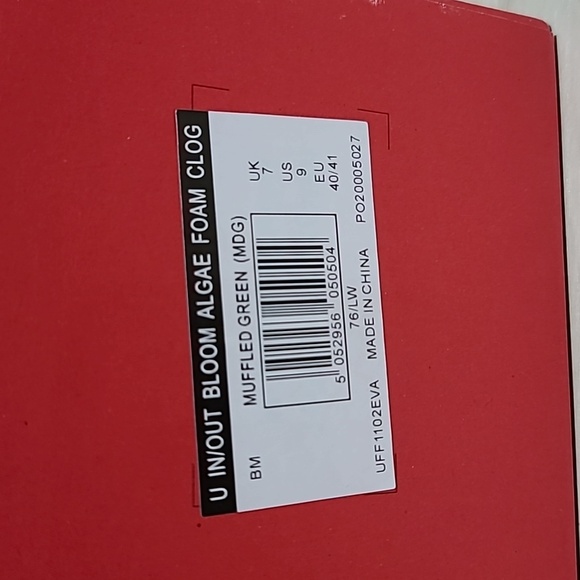 U IN/OUT BLOOM ALGAE FOAM CLOG
BM
MUFFLED GREEN (MDG)
UK
7
US
9
EU
40/41
5 052956 050504
76/LW
UFF1102EVA MADE IN CHINA PO20005027